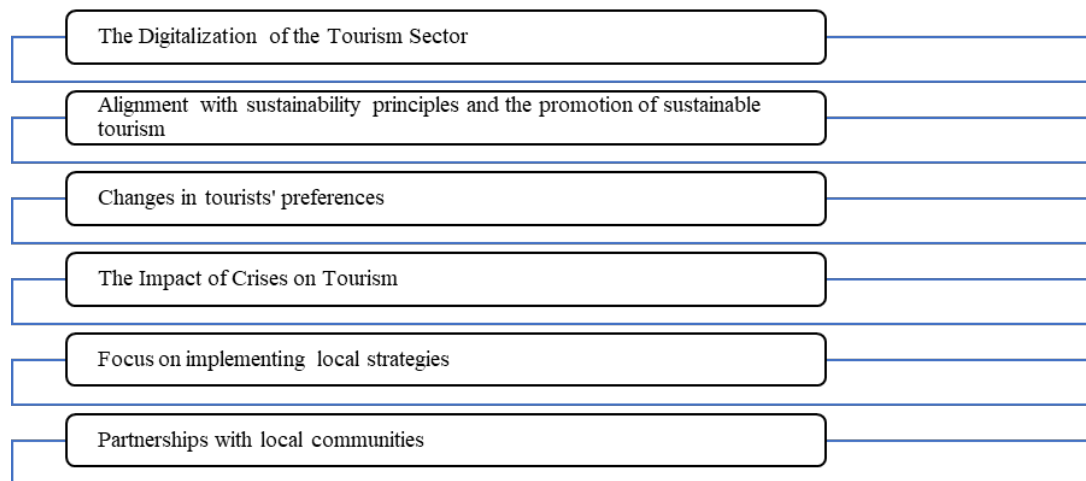 The Digitalization of the Tourism Sector
Alignment with sustainability principles and the promotion of sustainable
tourism
Changes in tourists' preferences
The Impact of Crises on Tourism
Focus on implementing local strategies
Partnerships with local communities